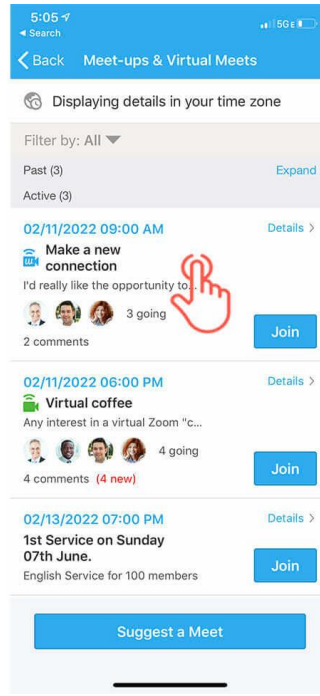 5:05
5G E
◄ Search
Back Meet-ups & Virtual Meets
Displaying details in your time zone
Filter by: All
Past (3) Expand
Active (3)
02/11/2022 09:00 AM Details >
Make a new
connection
I'd really like the opportunity to...
3 going
Join
2 comments
02/11/2022 06:00 PM Details >
Virtual coffee
Any interest in a virtual Zoom "c...
4 going
Join
4 comments (4 new)
02/13/2022 07:00 PM Details >
1st Service on Sunday
07th June.
Join
English Service for 100 members
Suggest a Meet